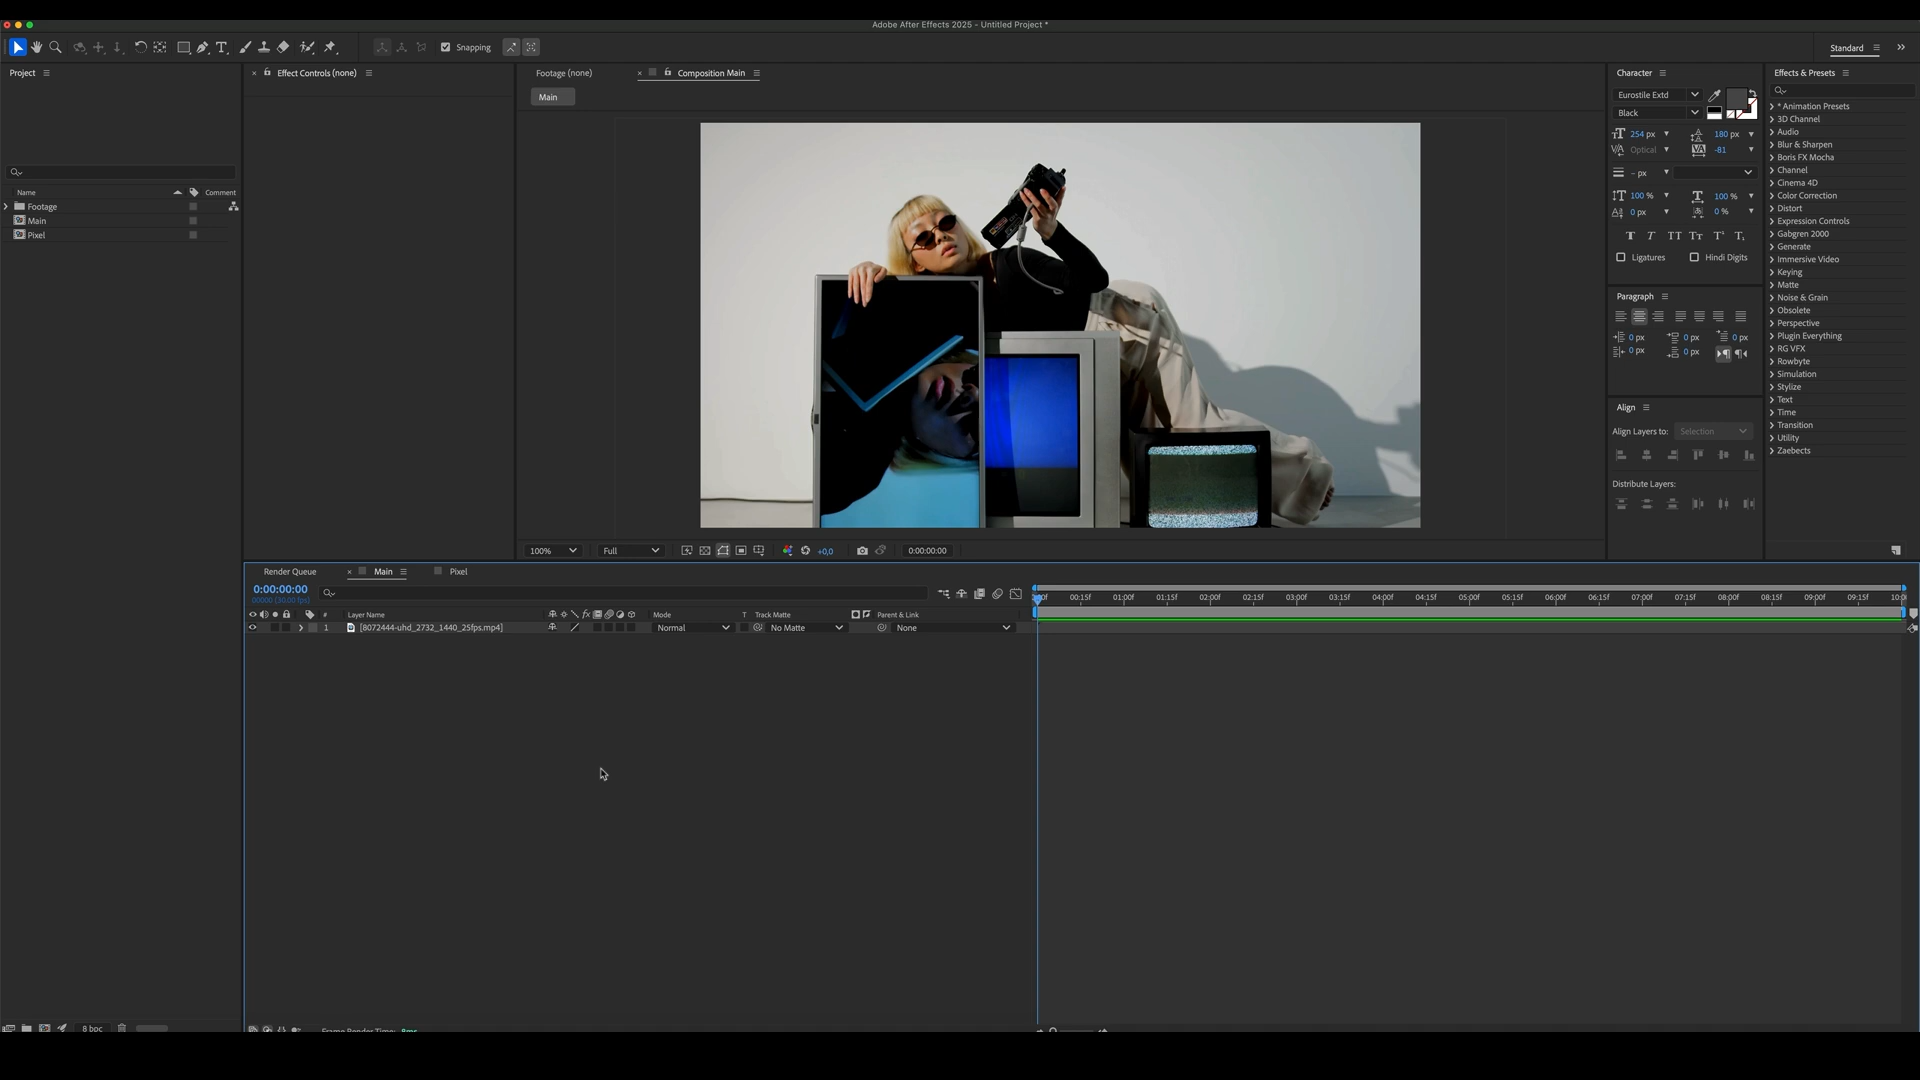 Adobe After Effects 2025 - Untitled Project *
Snapping
Standard
Project
Effect Controls (none)
Footage (none)
Composition Main
Character
Effects & Presets
Main
Eurostile Extd
Black
254 px
180 px
Optical
-81
- px
100 %
100 %
0 px
0 %
Ligatures
Hindi Digits
Paragraph
0 px
0 px
0 px
0 px
0 px
Align
Align Layers to:
Selection
Distribute Layers:
* Animation Presets
3D Channel
Audio
Blur & Sharpen
Boris FX Mocha
Channel
Cinema 4D
Color Correction
Distort
Expression Controls
Gabgren 2000
Generate
Immersive Video
Keying
Matte
Noise & Grain
Obsolete
Perspective
Plugin Everything
RG VFX
Rowbyte
Simulation
Stylize
Text
Time
Transition
Utility
Zaebects
Name
Comment
Footage
Main
Pixel
100%
Full
+0,0
0:00:00:00
Render Queue
Main
Pixel
0:00:00:00
00000 (30.00 fps)
# Layer Name
Mode
T Track Matte
Parent & Link
1 [8072444-uhd_2732_1440_25fps.mp4]
Normal
No Matte
None
00:15f 01:00f 01:15f 02:00f 02:15f 03:00f 03:15f 04:00f 04:15f 05:00f 05:15f 06:00f 06:15f 07:00f 07:15f 08:00f 08:15f 09:00f 09:15f
8 bpc
Frame Render Time: 8ms